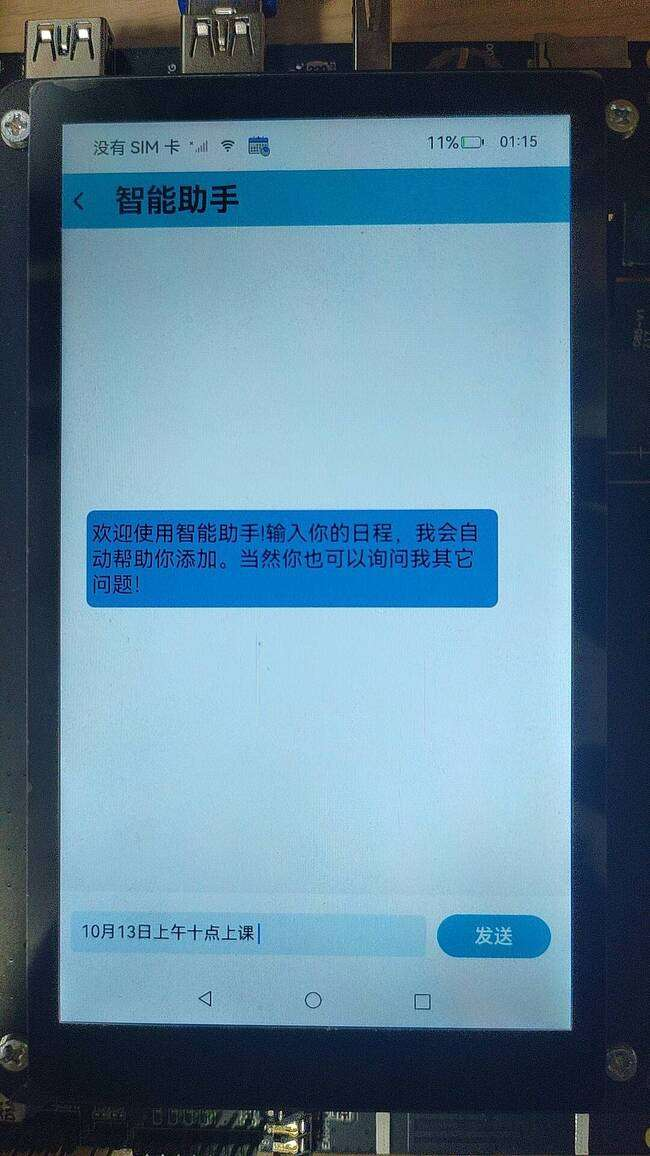 没有 SIM 卡 11% 01:15
智能助手
欢迎使用智能助手!输入你的日程，我会自
动帮助你添加。当然你也可以询问我其它
问题!
10月13日上午十点上课
发送